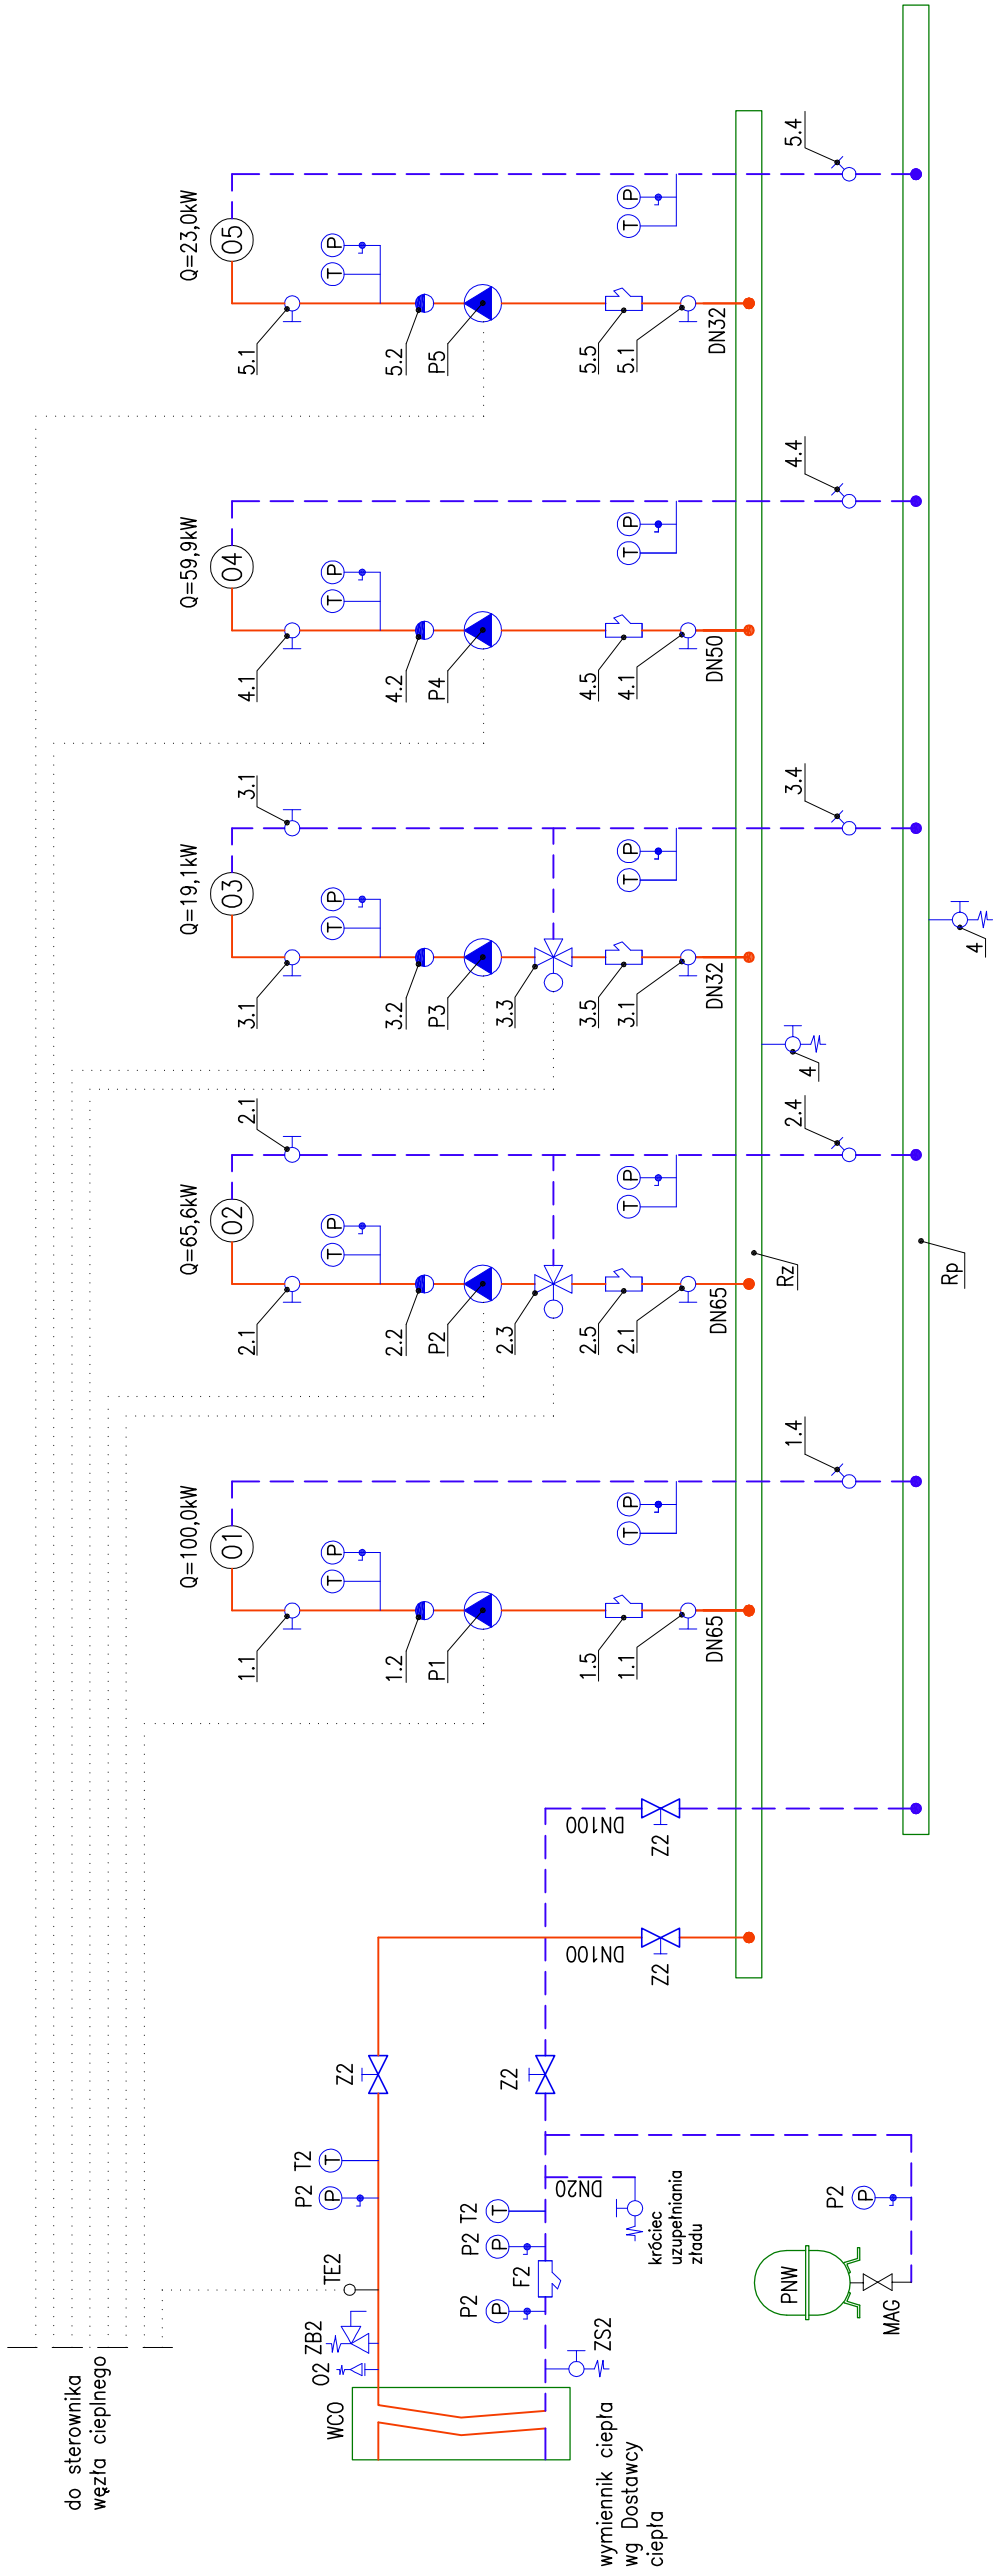 do sterownika
węzła cieplnego
WCO
wymiennik ciepła
wg Dostawcy
ciepła
O2
ZB2
TE2
P2
P
T2
T
Z2
DN100
Z2
ZS2
P2
P
F2
P2
P
T2
T
DN20
króciec
uzupełniania
zładu
Z2
DN100
Z2
PNW
MAG
P2
P
Q=100,0kW
01
1.1
T
P
1.2
P1
1.5
1.1
DN65
T
P
1.4
Q=65,6kW
02
2.1
2.1
T
P
2.2
P2
2.3
2.5
2.1
DN65
T
P
2.4
Rz
Rp
4
4
Q=19,1kW
03
3.1
3.1
T
P
3.2
P3
3.3
3.5
3.1
DN32
T
P
3.4
Q=59,9kW
04
4.1
T
P
4.2
P4
4.5
4.1
DN50
T
P
4.4
Q=23,0kW
05
5.1
T
P
5.2
P5
5.5
5.1
DN32
T
P
5.4